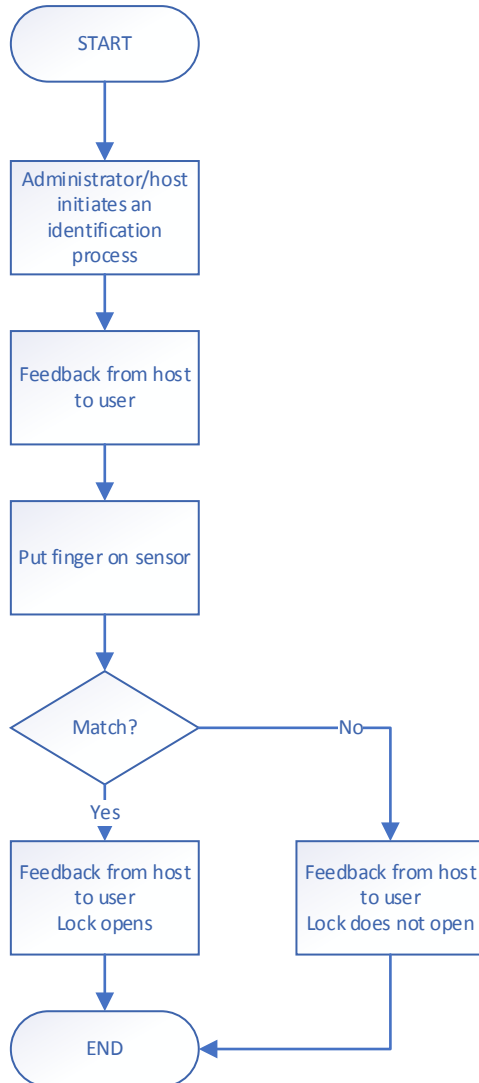 START
Administrator/host
initiates an
identification
process
Feedback from host
to user
Put finger on sensor
Match?
No
Yes
Feedback from host
to user
Lock opens
Feedback from host
to user
Lock does not open
END